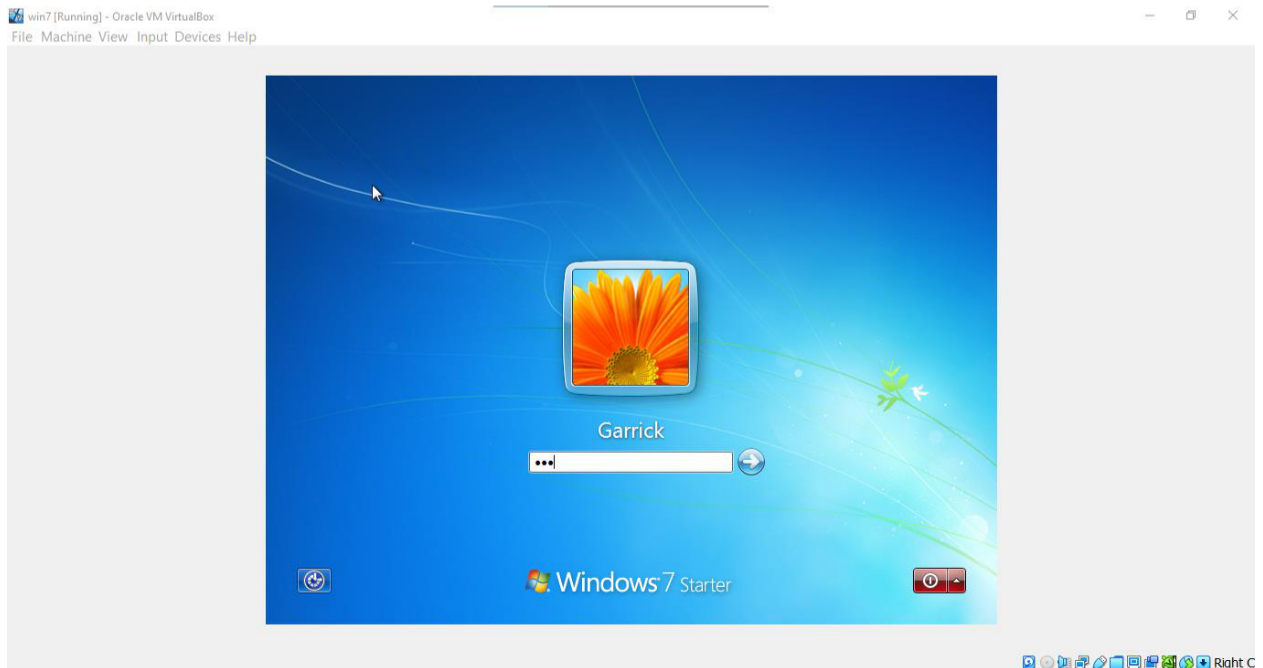 win7 [Running] - Oracle VM VirtualBox
File Machine View Input Devices Help
Garrick
•••
Windows 7 Starter
Right C